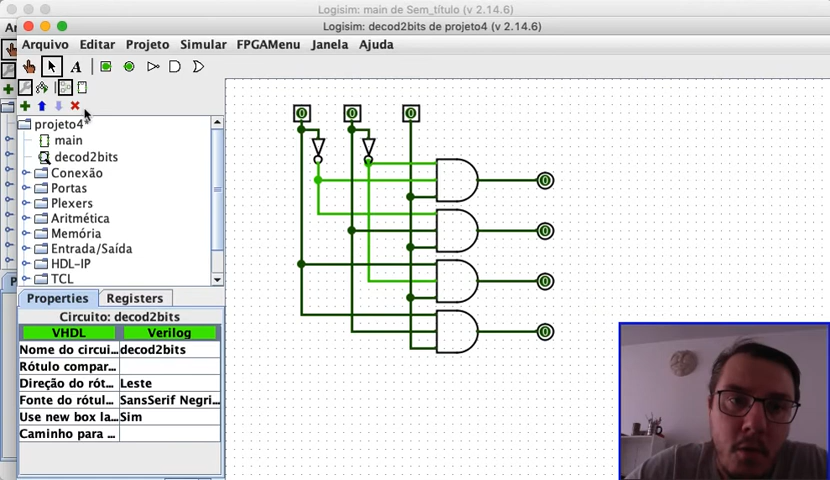 Logisim: main de Sem_título (v 2.14.6)
Logisim: decod2bits de projeto4 (v 2.14.6)
Arquivo Editar Projeto Simular FPGAMenu Janela Ajuda
A
projeto4*
main
decod2bits
Conexão
Portas
Plexers
Aritmética
Memória
Entrada/Saída
HDL-IP
TCL
Properties Registers
Circuito: decod2bits
VHDL Verilog
Nome do circui... decod2bits
Rótulo compar...
Direção do rót... Leste
Fonte do rótul... SansSerif Negri...
Use new box la... Sim
Caminho para ...
0 0 0
0
0
0
0